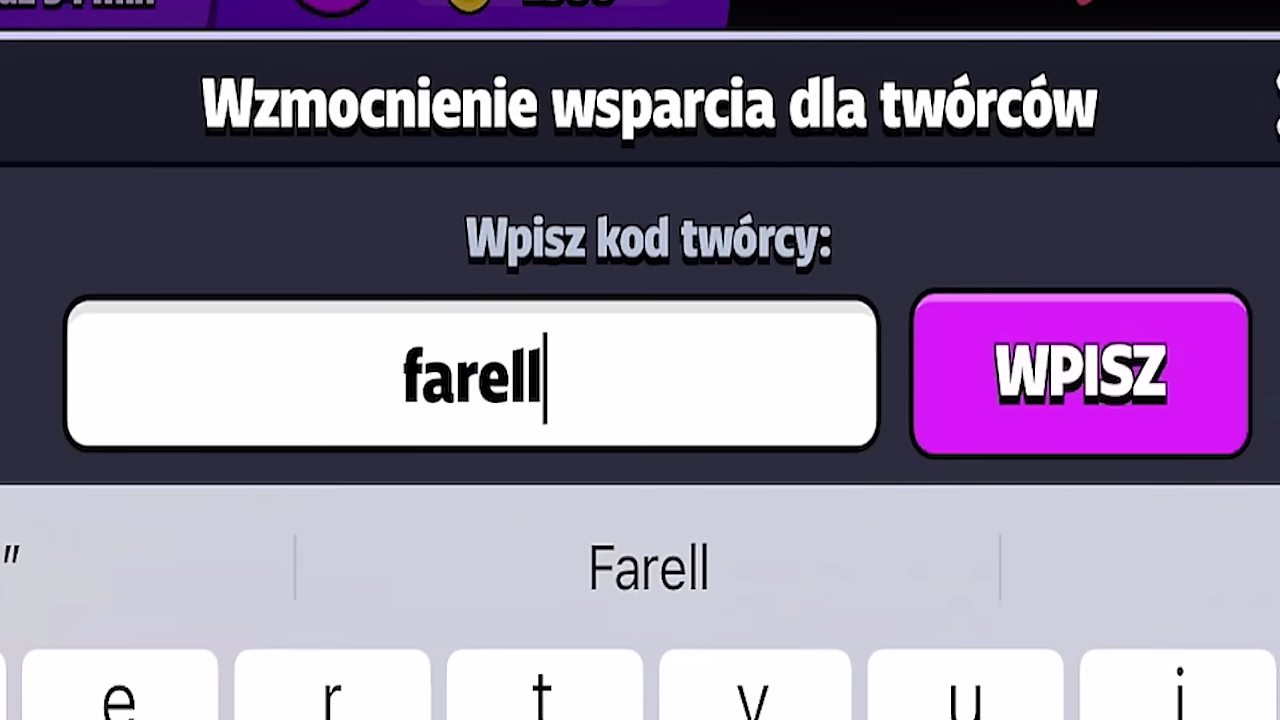 Wzmocnienie wsparcia dla twórców
Wpisz kod twórcy:
farell
WPISZ
" Farell
e r t y u i